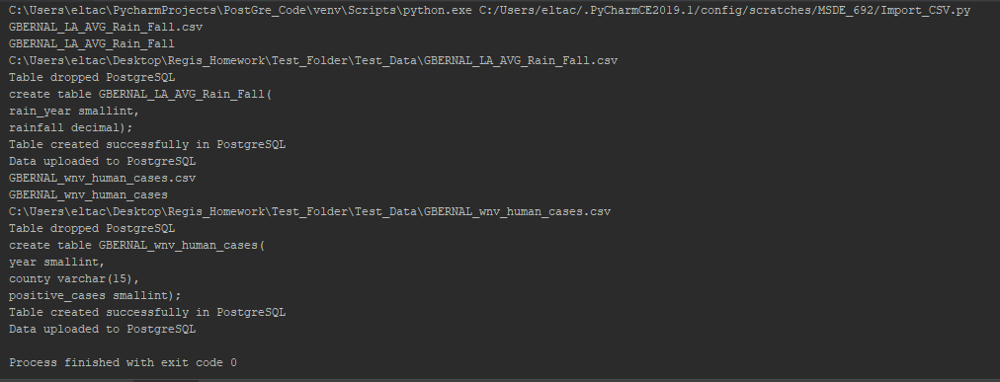 C:\Users\eltac\PycharmProjects\PostGre_Code\venv\Scripts\python.exe C:/Users/eltac/.PyCharmCE2019.1/config/scratches/MSDE_692/Import_CSV.py
GBERNAL_LA_AVG_Rain_Fall.csv
GBERNAL_LA_AVG_Rain_Fall
C:\Users\eltac\Desktop\Regis_Homework\Test_Folder\Test_Data\GBERNAL_LA_AVG_Rain_Fall.csv
Table dropped PostgreSQL
create table GBERNAL_LA_AVG_Rain_Fall(
rain_year smallint,
rainfall decimal);
Table created successfully in PostgreSQL
Data uploaded to PostgreSQL
GBERNAL_wnv_human_cases.csv
GBERNAL_wnv_human_cases
C:\Users\eltac\Desktop\Regis_Homework\Test_Folder\Test_Data\GBERNAL_wnv_human_cases.csv
Table dropped PostgreSQL
create table GBERNAL_wnv_human_cases(
year smallint,
county varchar(15),
positive_cases smallint);
Table created successfully in PostgreSQL
Data uploaded to PostgreSQL
Process finished with exit code 0